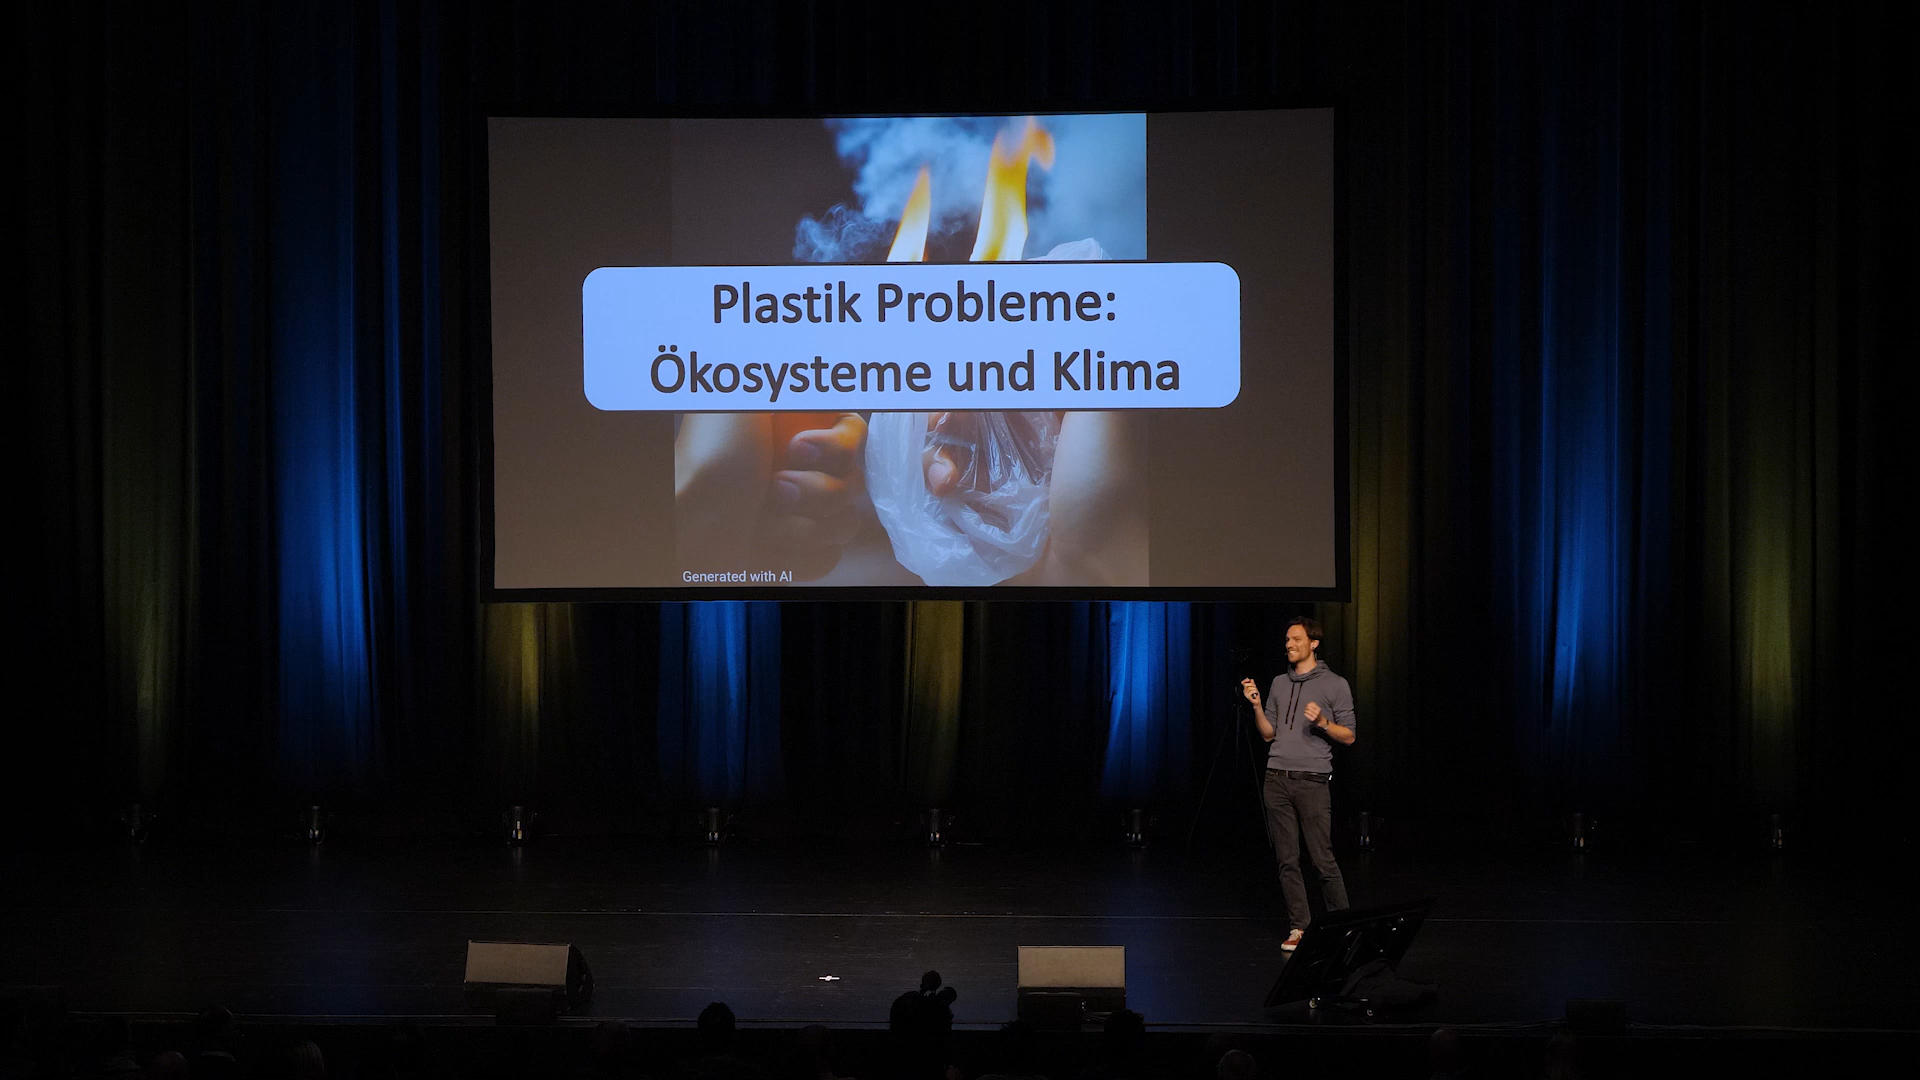 Plastik Probleme:
Ökosysteme und Klima
Generated with AI